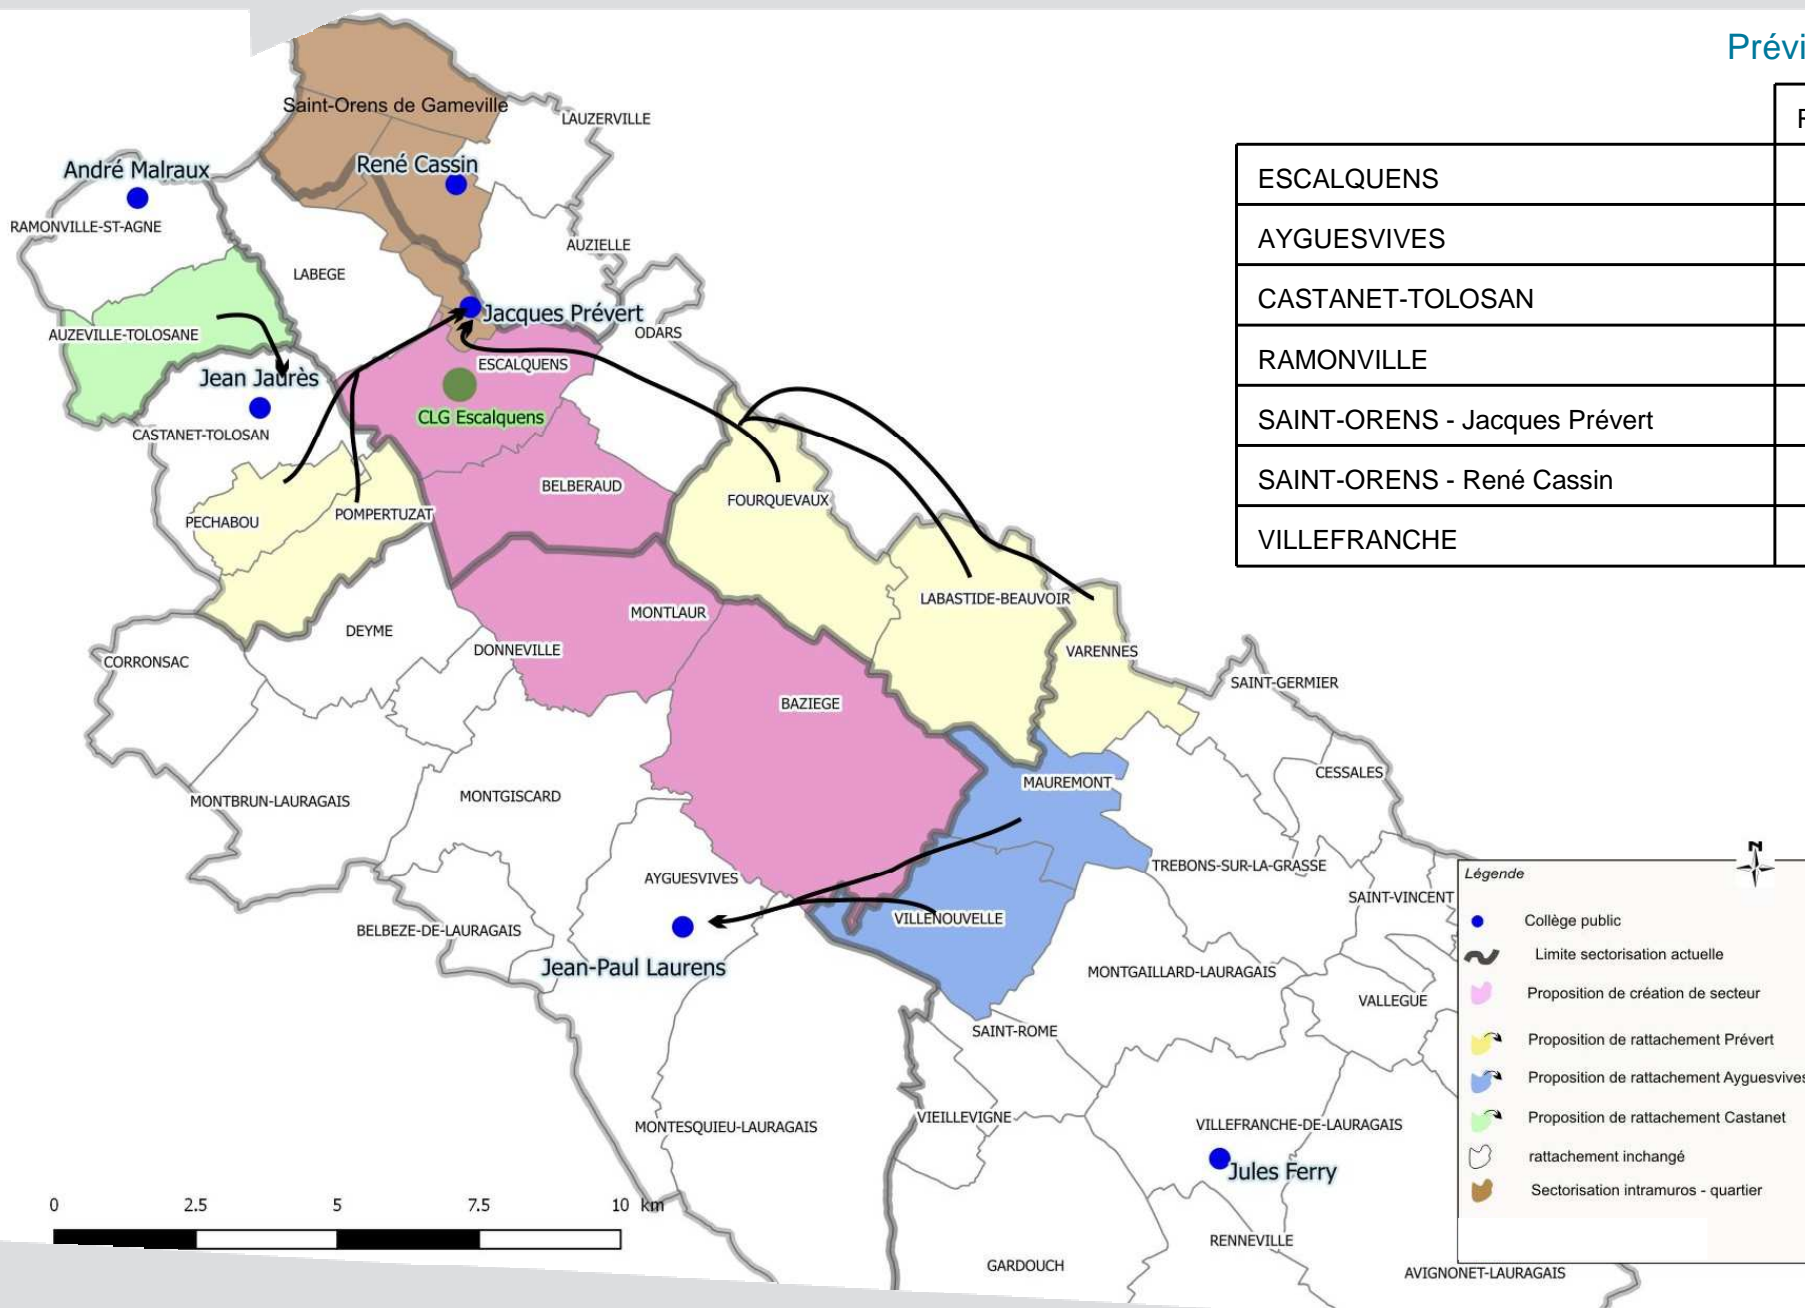 Prévi
F
ESCALQUENS
AYGUESVIVES
CASTANET-TOLOSAN
RAMONVILLE
SAINT-ORENS - Jacques Prévert
SAINT-ORENS - René Cassin
VILLEFRANCHE
Saint-Orens de Gameville
LAUZERVILLE
André Malraux
René Cassin
RAMONVILLE-ST-AGNE
AUZIELLE
LABEGE
Jacques Prévert
ODARS
AUZEVILLE-TOLOSANE
ESCALQUENS
Jean Jaurès
CLG Escalquens
CASTANET-TOLOSAN
BELBERAUD
FOURQUEVAUX
PECHABOU
POMPERTUZAT
LABASTIDE-BEAUVOIR
MONTLAUR
DEYME
DONNEVILLE
VARENNES
CORRONSAC
SAINT-GERMIER
BAZIEGE
CESSALES
MAUREMONT
MONTBRUN-LAURAGAIS
MONTGISCARD
TREBONS-SUR-LA-GRASSE
AYGUESVIVES
SAINT-VINCENT
VILLENOUVELLE
BELBEZE-DE-LAURAGAIS
Jean-Paul Laurens
MONTGAILLARD-LAURAGAIS
VALLEGUE
SAINT-ROME
VIEILLEVIGNE
MONTESQUIEU-LAURAGAIS
VILLEFRANCHE-DE-LAURAGAIS
Jules Ferry
RENNEVILLE
GARDOUCH
AVIGNONET-LAURAGAIS
0 2.5 5 7.5 10 km
N
Légende
Collège public
Limite sectorisation actuelle
Proposition de création de secteur
Proposition de rattachement Prévert
Proposition de rattachement Ayguesvives
Proposition de rattachement Castanet
rattachement inchangé
Sectorisation intramuros - quartier